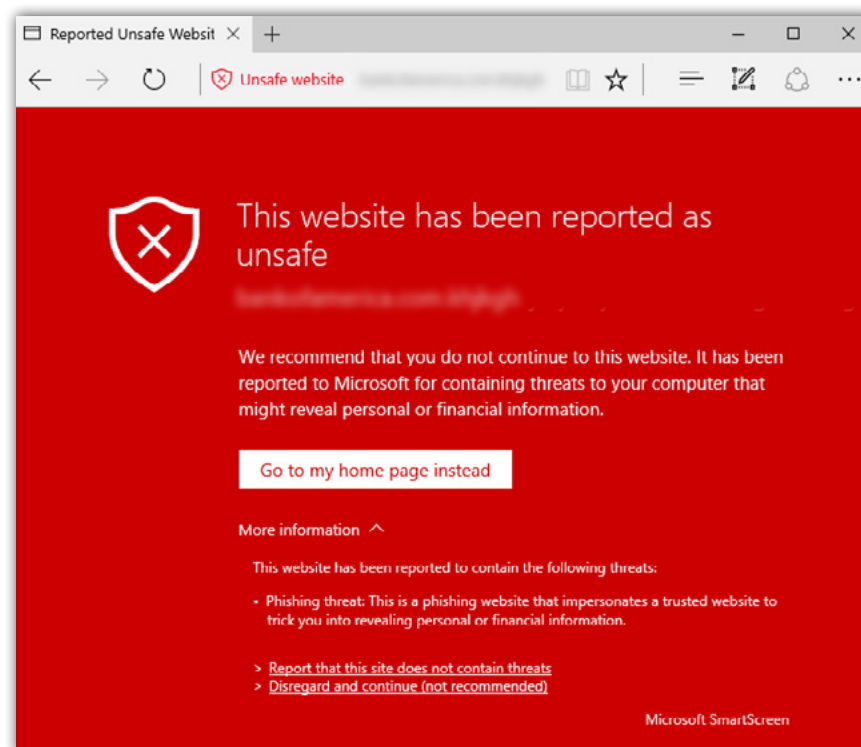 Reported Unsafe Websit
Unsafe website
This website has been reported as
unsafe
We recommend that you do not continue to this website. It has been
reported to Microsoft for containing threats to your computer that
might reveal personal or financial information.
Go to my home page instead
More information
This website has been reported to contain the following threats:
- Phishing threat: This is a phishing website that impersonates a trusted website to
trick you into revealing personal or financial information.
> Report that this site does not contain threats
> Disregard and continue (not recommended)
Microsoft SmartScreen